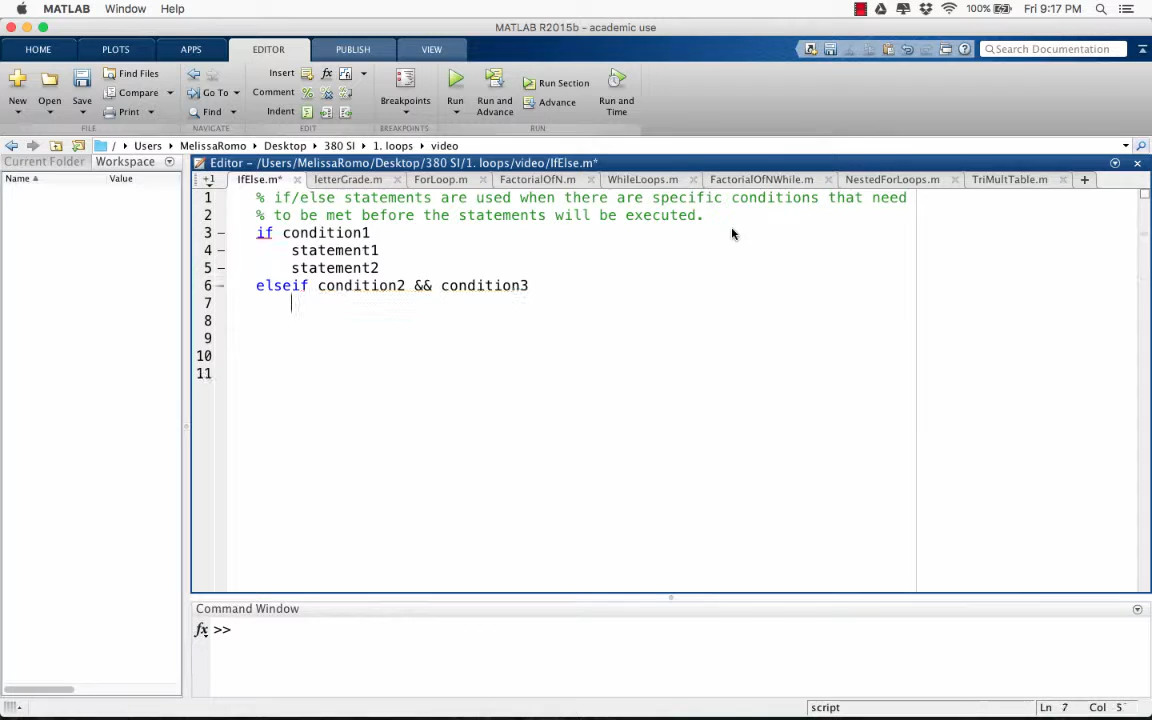 MATLAB Window Help 100% Fri 9:17 PM
MATLAB R2015b - academic use
HOME PLOTS APPS EDITOR PUBLISH VIEW Search Documentation
New Open Save Find Files Compare Print Go To Find Insert fx Comment % Indent Breakpoints Run Run and Advance Run Section Advance Run and Time
FILE NAVIGATE EDIT BREAKPOINTS RUN
/ Users MelissaRomo Desktop 380 SI 1. loops video
Current Folder Workspace Editor - /Users/MelissaRomo/Desktop/380 SI/1. loops/video/IfElse.m*
Name Value
+1 IfElse.m* letterGrade.m ForLoop.m FactorialOfN.m WhileLoops.m FactorialOfNWhile.m NestedForLoops.m TriMultTable.m
1 % if/else statements are used when there are specific conditions that need
2 % to be met before the statements will be executed.
3 – if condition1
4 – statement1
5 – statement2
6 – elseif condition2 && condition3
7
8
9
10
11
Command Window
fx >>
script Ln 7 Col 5